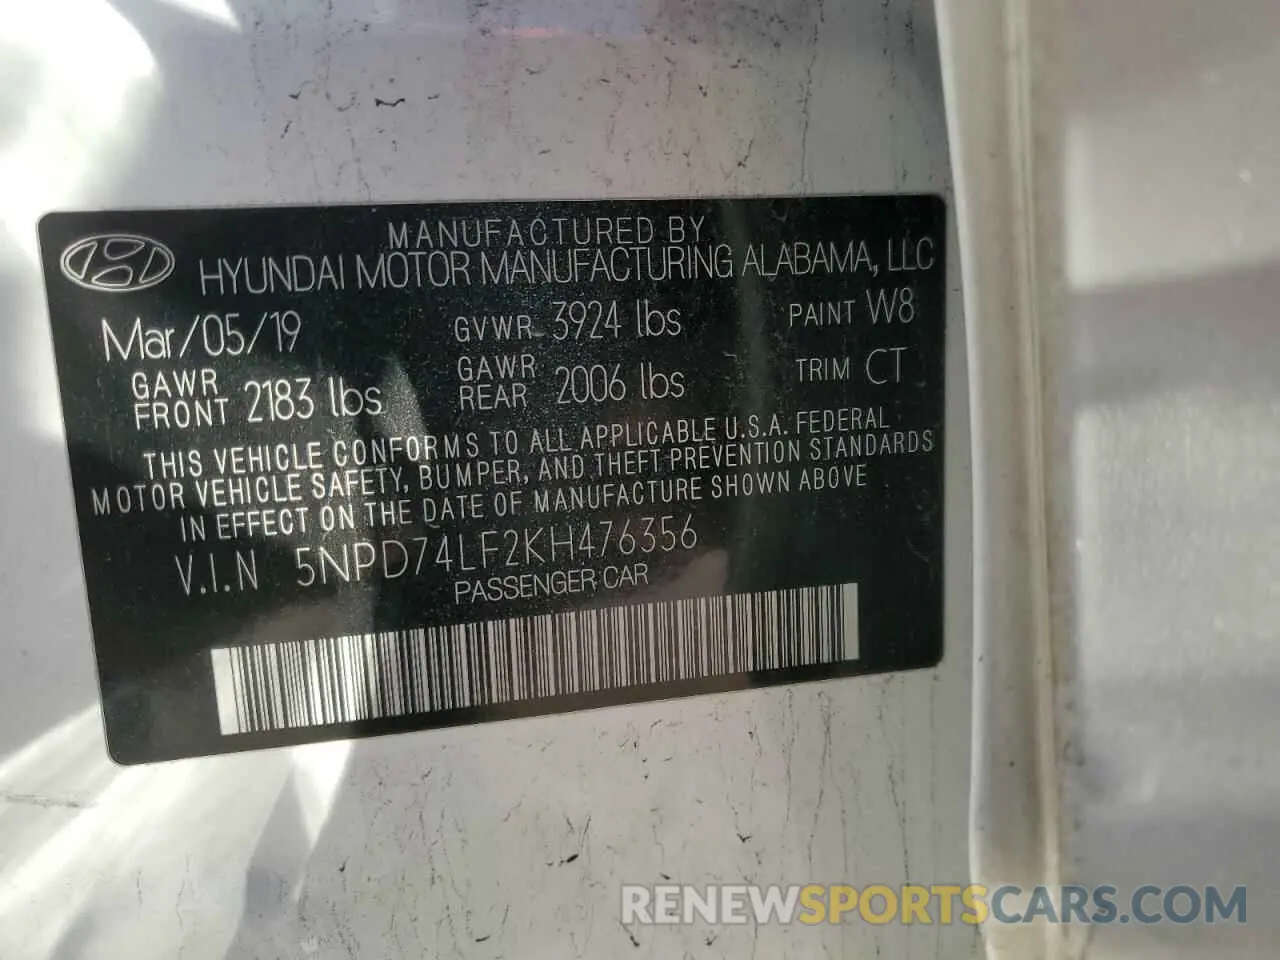 MANUFACTURED BY
HYUNDAI MOTOR MANUFACTURING ALABAMA, LLC
Mar/05/19 GVWR 3924 lbs PAINT W8
GAWR FRONT 2183 lbs GAWR REAR 2006 lbs TRIM CT
THIS VEHICLE CONFORMS TO ALL APPLICABLE U.S.A. FEDERAL
MOTOR VEHICLE SAFETY, BUMPER, AND THEFT PREVENTION STANDARDS
IN EFFECT ON THE DATE OF MANUFACTURE SHOWN ABOVE
V.I.N 5NPD74LF2KH476356
PASSENGER CAR
RENEWSPORTSCARS.COM